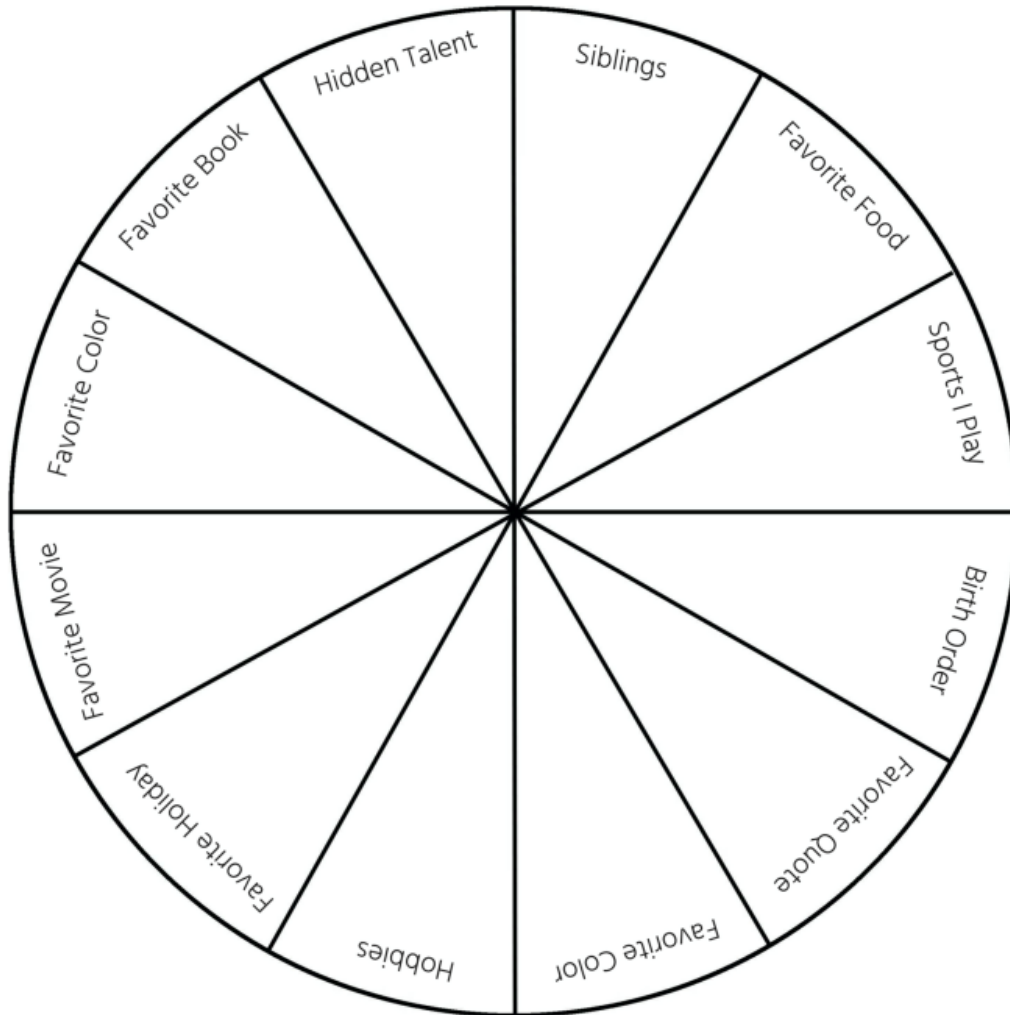 Siblings
Favorite Food
Sports I Play
Birth Order
Favorite Quote
Favorite Color
Hobbies
Favorite Holiday
Favorite Movie
Favorite Color
Favorite Book
Hidden Talent